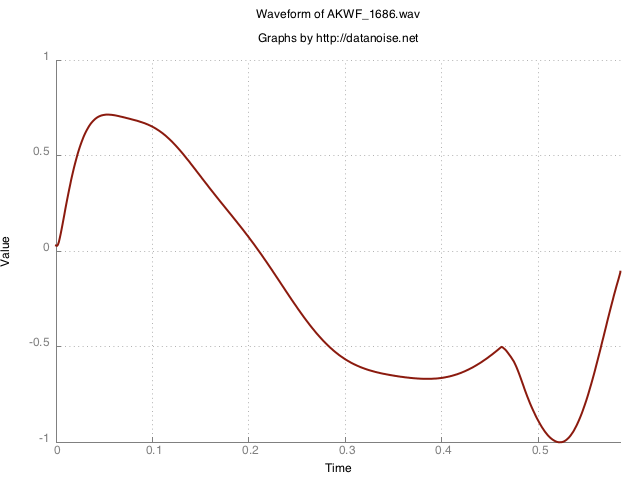 Waveform of AKWF_1686.wav
Graphs by http://datanoise.net
1
0.5
0
-0.5
-1
Value
0 0.1 0.2 0.3 0.4 0.5
Time